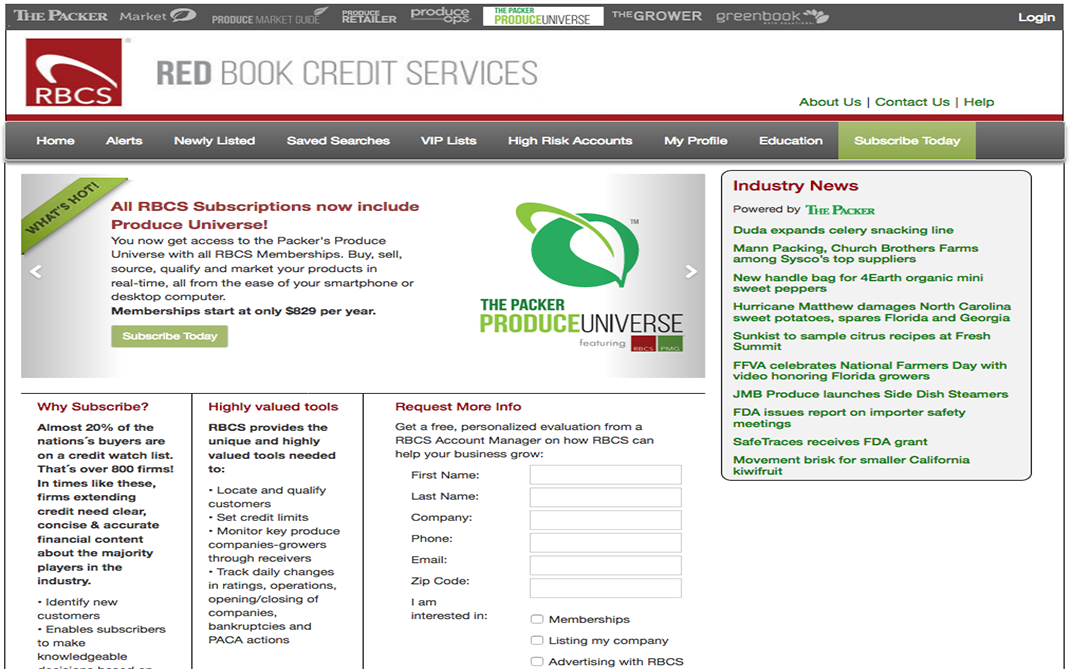 THE PACKER Market PRODUCE MARKET GUIDE PRODUCE RETAILER produce ops THE PACKER PRODUCEUNIVERSE THEGROWER greenbook Login
RBCS
RED BOOK CREDIT SERVICES
About Us | Contact Us | Help
Home Alerts Newly Listed Saved Searches VIP Lists High Risk Accounts My Profile Education Subscribe Today
WHAT'S HOT!
All RBCS Subscriptions now include
Produce Universe!
You now get access to the Packer's Produce
Universe with all RBCS Memberships. Buy, sell,
source, qualify and market your products in
real-time, all from the ease of your smartphone or
desktop computer.
Memberships start at only $829 per year.
Subscribe Today
TM
THE PACKER
PRODUCEUNIVERSE
featuring RBCS PMG
Industry News
Powered by THE PACKER
Duda expands celery snacking line
Mann Packing, Church Brothers Farms
among Sysco's top suppliers
New handle bag for 4Earth organic mini
sweet peppers
Hurricane Matthew damages North Carolina
sweet potatoes, spares Florida and Georgia
Sunkist to sample citrus recipes at Fresh
Summit
FFVA celebrates National Farmers Day with
video honoring Florida growers
JMB Produce launches Side Dish Steamers
FDA issues report on importer safety
meetings
SafeTraces receives FDA grant
Movement brisk for smaller California
kiwifruit
Why Subscribe?
Almost 20% of the
nations´s buyers are
on a credit watch list.
That´s over 800 firms!
In times like these,
firms extending
credit need clear,
concise & accurate
financial content
about the majority
players in the
industry.
• Identify new
customers
• Enables subscribers
to make
knowledgeable
decisions based on
Highly valued tools
RBCS provides the
unique and highly
valued tools needed
to:
• Locate and qualify
customers
• Set credit limits
• Monitor key produce
companies-growers
through receivers
• Track daily changes
in ratings, operations,
opening/closing of
companies,
bankruptcies and
PACA actions
Request More Info
Get a free, personalized evaluation from a
RBCS Account Manager on how RBCS can
help your business grow:
First Name:
Last Name:
Company:
Phone:
Email:
Zip Code:
I am
interested in:
Memberships
Listing my company
Advertising with RBCS